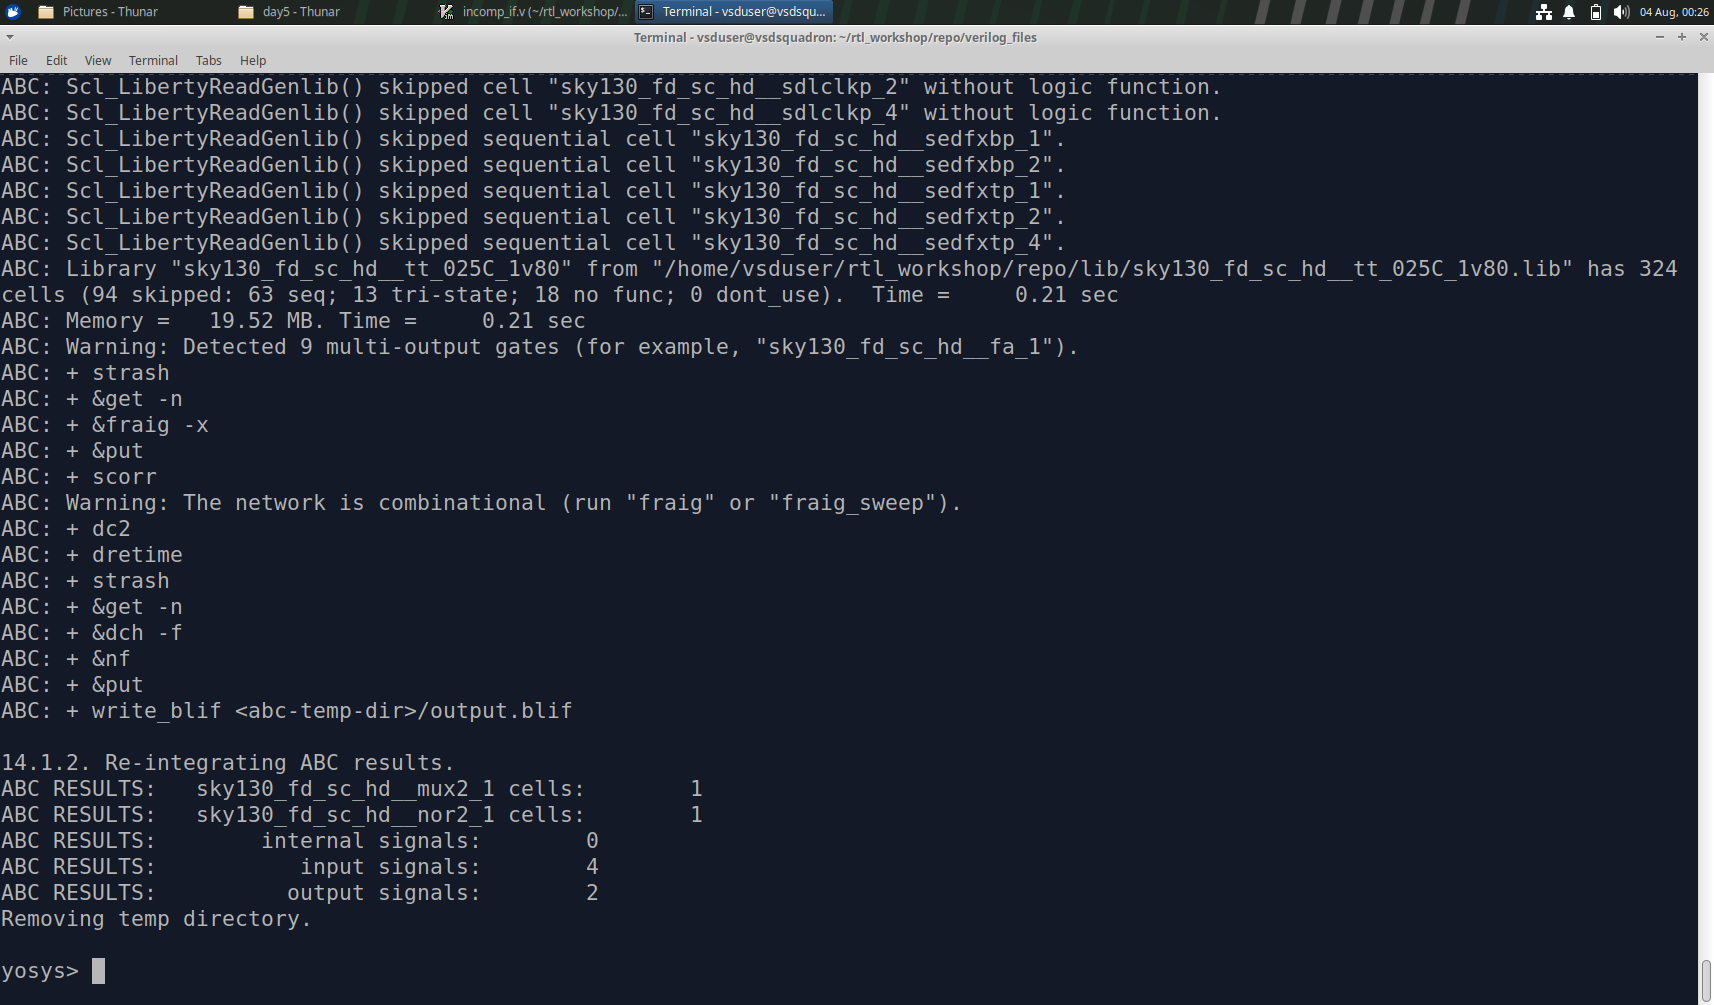 Pictures - Thunar
day5 - Thunar
incomp_if.v (~/rtl_workshop/...
Terminal - vsduser@vsdsqu...
04 Aug, 00:26
Terminal - vsduser@vsdsquadron: ~/rtl_workshop/repo/verilog_files
File Edit View Terminal Tabs Help
ABC: Scl_LibertyReadGenlib() skipped cell "sky130_fd_sc_hd__sdlclkp_2" without logic function.
ABC: Scl_LibertyReadGenlib() skipped cell "sky130_fd_sc_hd__sdlclkp_4" without logic function.
ABC: Scl_LibertyReadGenlib() skipped sequential cell "sky130_fd_sc_hd__sedfxbp_1".
ABC: Scl_LibertyReadGenlib() skipped sequential cell "sky130_fd_sc_hd__sedfxbp_2".
ABC: Scl_LibertyReadGenlib() skipped sequential cell "sky130_fd_sc_hd__sedfxtp_1".
ABC: Scl_LibertyReadGenlib() skipped sequential cell "sky130_fd_sc_hd__sedfxtp_2".
ABC: Scl_LibertyReadGenlib() skipped sequential cell "sky130_fd_sc_hd__sedfxtp_4".
ABC: Library "sky130_fd_sc_hd__tt_025C_1v80" from "/home/vsduser/rtl_workshop/repo/lib/sky130_fd_sc_hd__tt_025C_1v80.lib" has 324
cells (94 skipped: 63 seq; 13 tri-state; 18 no func; 0 dont_use).  Time =     0.21 sec
ABC: Memory =   19.52 MB. Time =     0.21 sec
ABC: Warning: Detected 9 multi-output gates (for example, "sky130_fd_sc_hd__fa_1").
ABC: + strash
ABC: + &get -n
ABC: + &fraig -x
ABC: + &put
ABC: + scorr
ABC: Warning: The network is combinational (run "fraig" or "fraig_sweep").
ABC: + dc2
ABC: + dretime
ABC: + strash
ABC: + &get -n
ABC: + &dch -f
ABC: + &nf
ABC: + &put
ABC: + write_blif <abc-temp-dir>/output.blif
14.1.2. Re-integrating ABC results.
ABC RESULTS:   sky130_fd_sc_hd__mux2_1 cells:        1
ABC RESULTS:   sky130_fd_sc_hd__nor2_1 cells:        1
ABC RESULTS:        internal signals:        0
ABC RESULTS:           input signals:        4
ABC RESULTS:          output signals:        2
Removing temp directory.
yosys>